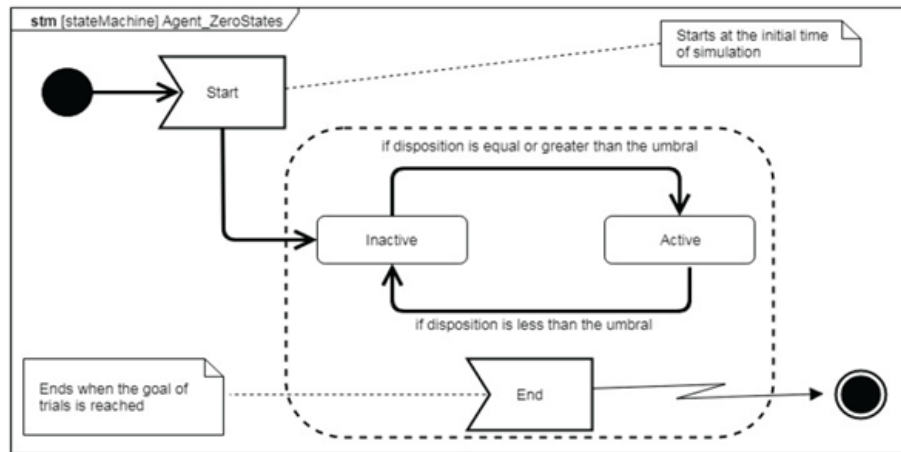 stm [stateMachine] Agent_ZeroStates
Starts at the initial time
of simulation
Start
if disposition is equal or greater than the umbral
Inactive
Active
if disposition is less than the umbral
Ends when the goal of
trials is reached
End